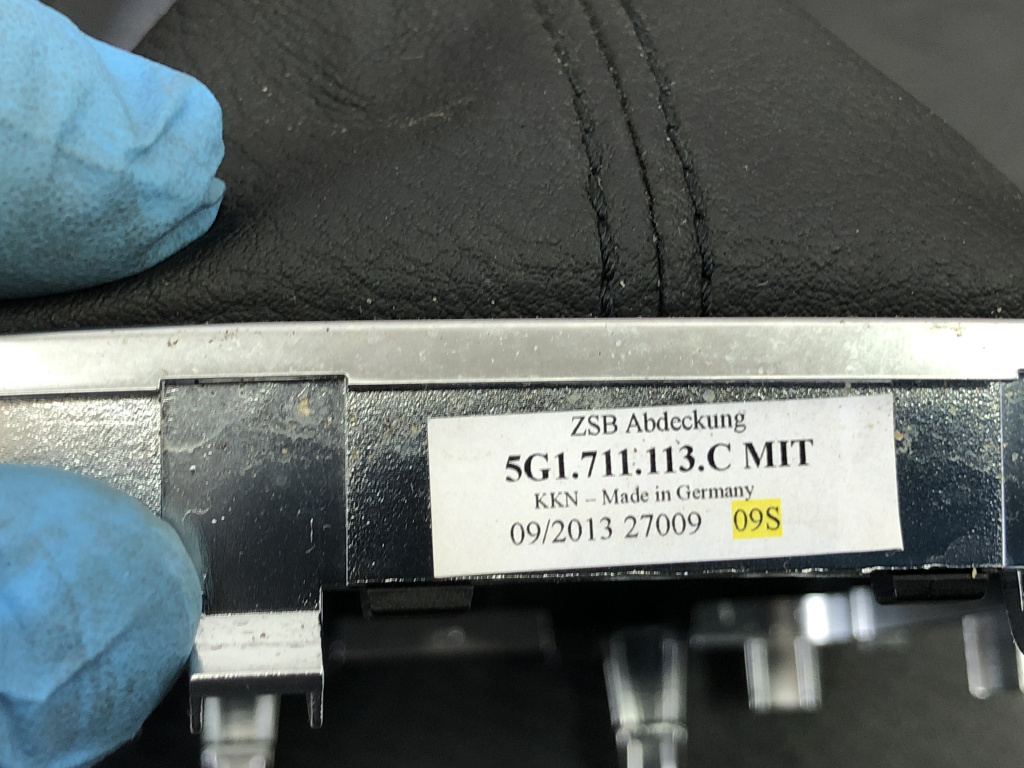 ZSB Abdeckung
5G1.711.113.C MIT
KKN – Made in Germany
09/2013 27009 09S